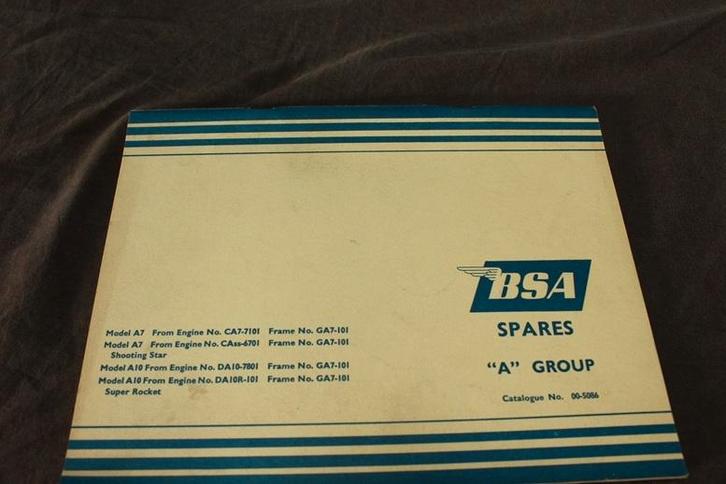 BSA
SPARES
"A" GROUP
Catalogue No. 00-5086
Model A7 From Engine No. CA7-7101 Frame No. GA7-101
Model A7 From Engine No. CAss-6701 Frame No. GA7-101
Shooting Star
Model A10 From Engine No. DA10-7801 Frame No. GA7-101
Model A10 From Engine No. DA10R-101 Frame No. GA7-101
Super Rocket